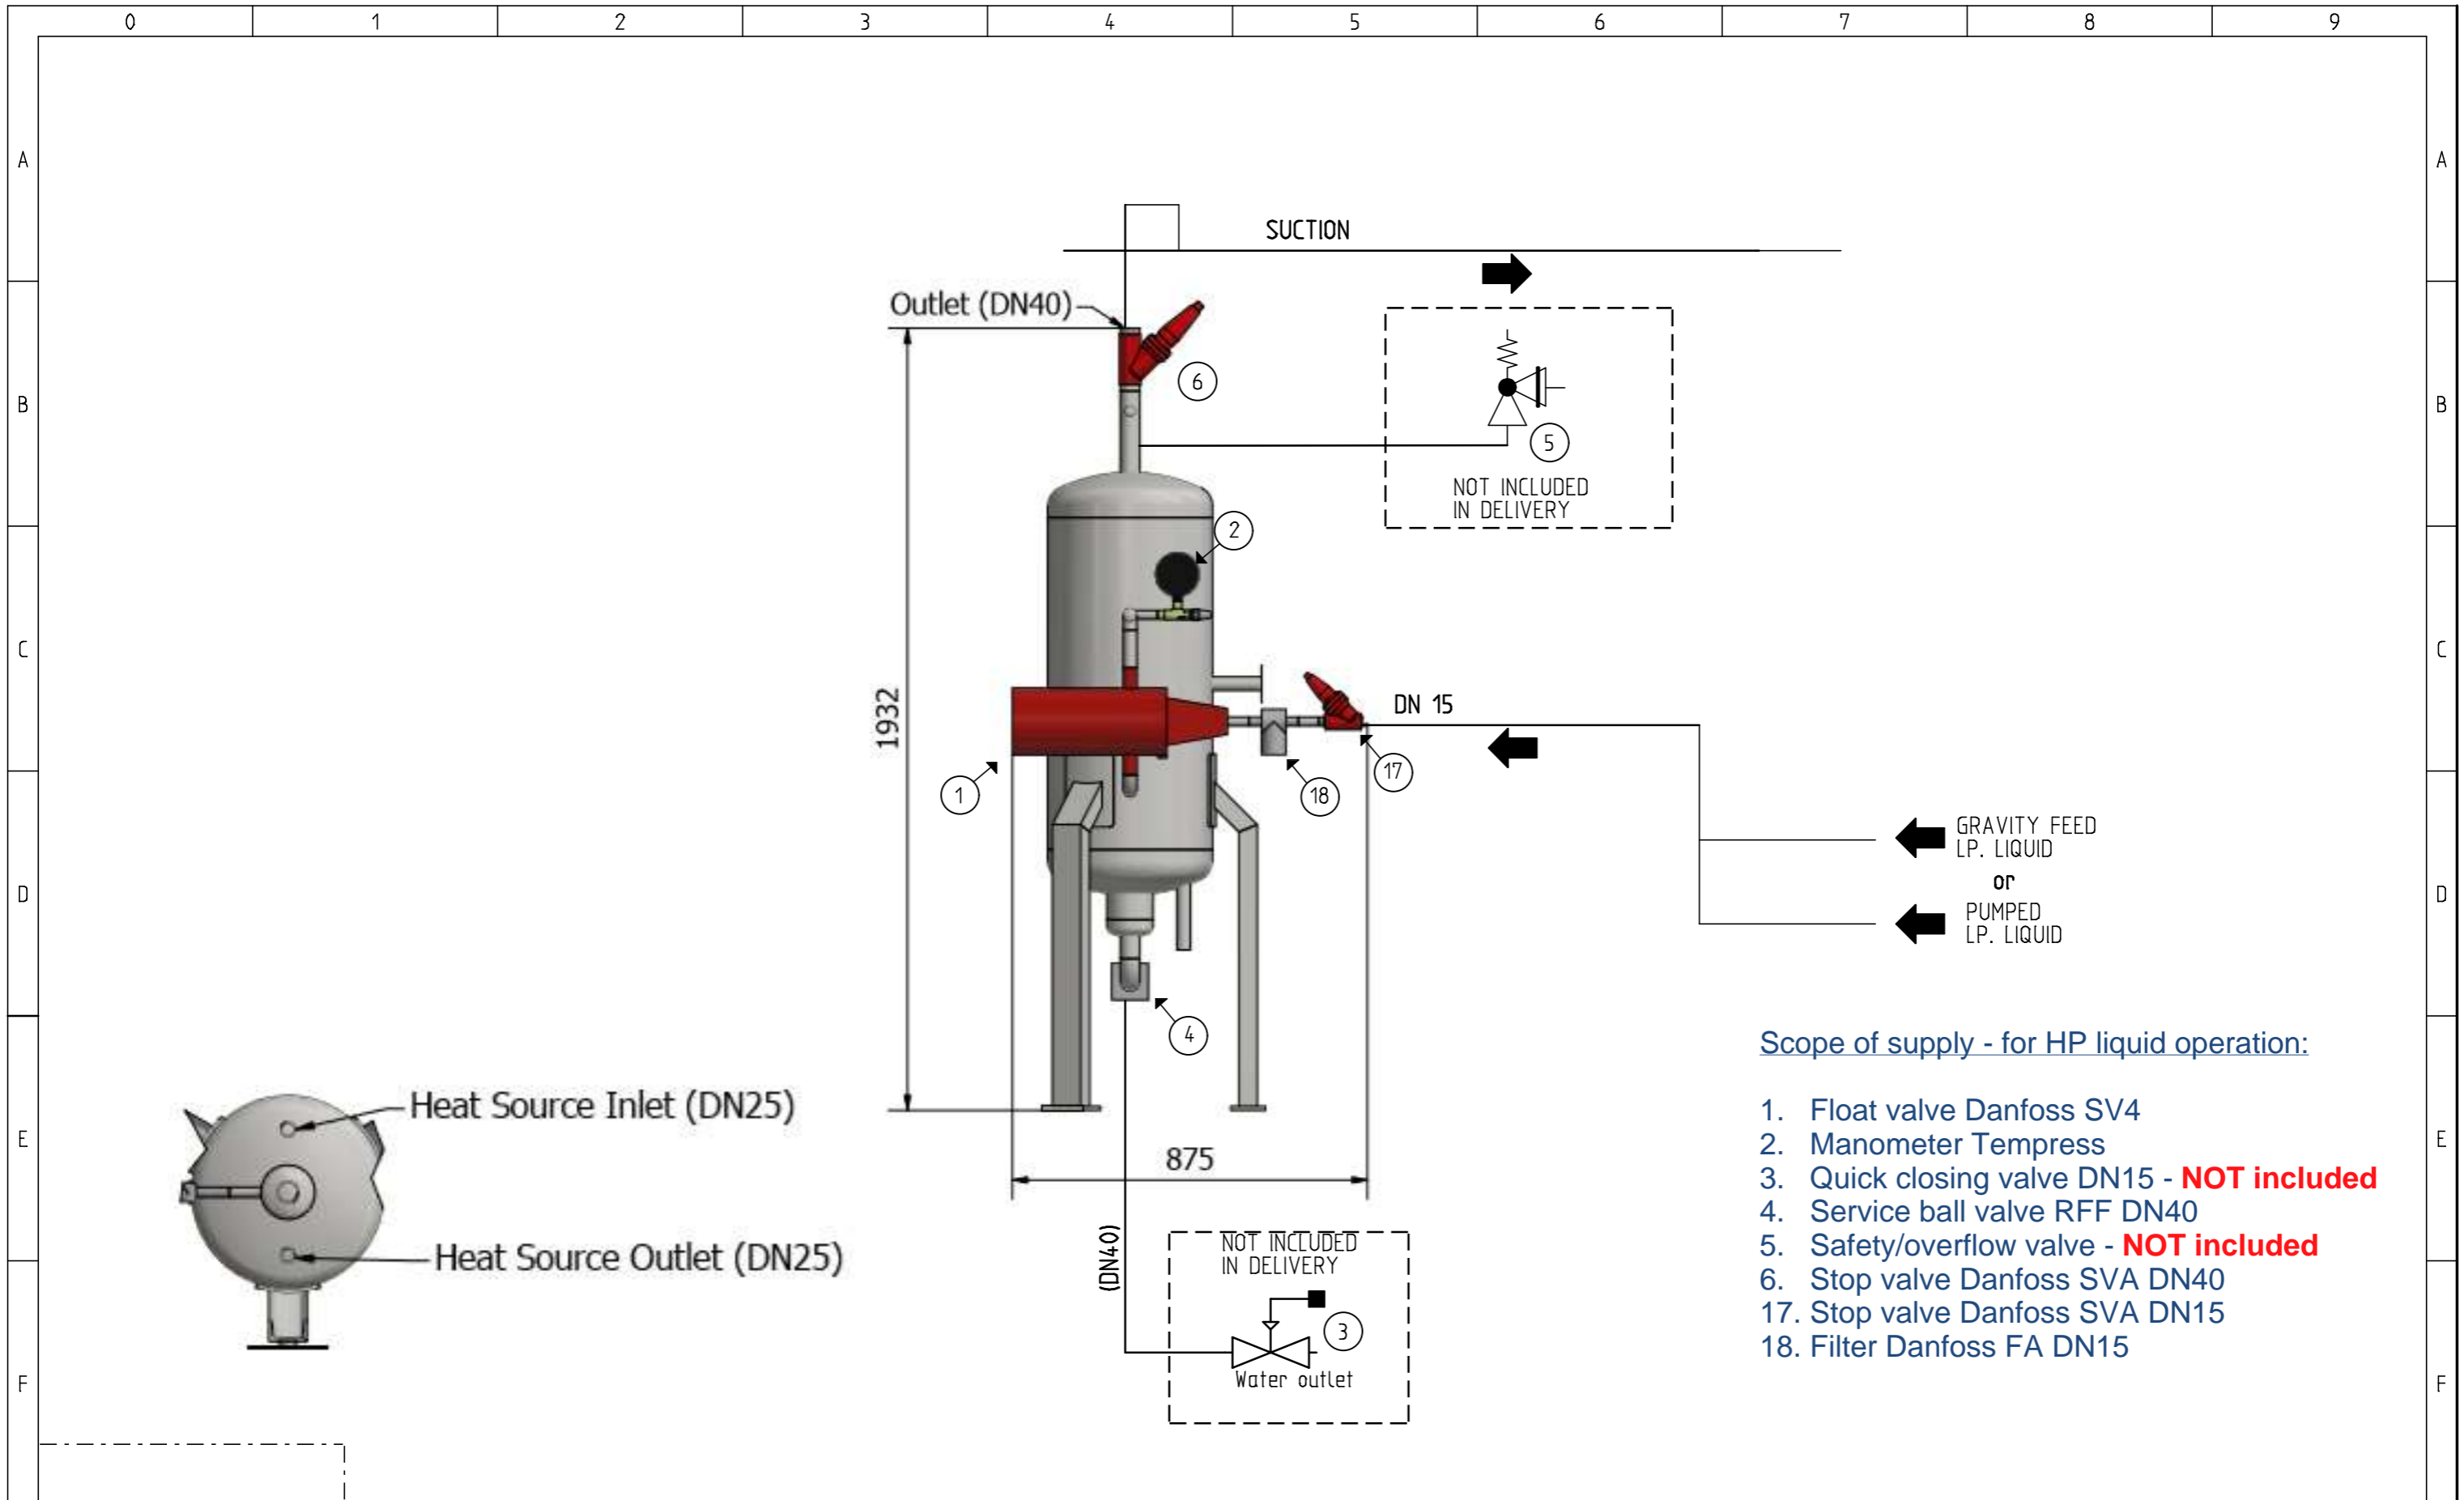 0 1 2 3 4 5 6 7 8 9
A A
SUCTION
Outlet (DN40)
6
B B
5
NOT INCLUDED
IN DELIVERY
2
C C
1932
DN 15
17
1
18
GRAVITY FEED
LP. LIQUID
or
D D
PUMPED
LP. LIQUID
4
Scope of supply - for HP liquid operation:
Heat Source Inlet (DN25)
1. Float valve Danfoss SV4
E E
2. Manometer Tempress
875
3. Quick closing valve DN15 - NOT included
4. Service ball valve RFF DN40
(DN40)
NOT INCLUDED
IN DELIVERY
5. Safety/overflow valve - NOT included
Heat Source Outlet (DN25)
6. Stop valve Danfoss SVA DN40
17. Stop valve Danfoss SVA DN15
3
18. Filter Danfoss FA DN15
Water outlet
F F